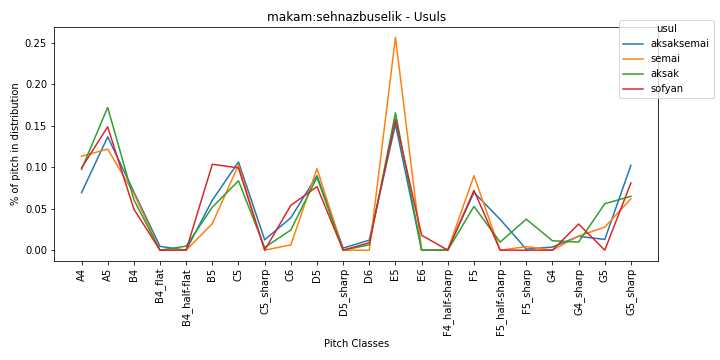 makam:sehnazbuselik - Usuls
usul
aksaksemai
semai
aksak
sofyan
% of pitch in distribution
0.25
0.20
0.15
0.10
0.05
0.00
A4
A5
B4
B4_flat
B4_half-flat
B5
C5
C5_sharp
C6
D5
D5_sharp
D6
E5
E6
F4_half-sharp
F5
F5_half-sharp
F5_sharp
G4
G4_sharp
G5
G5_sharp
Pitch Classes